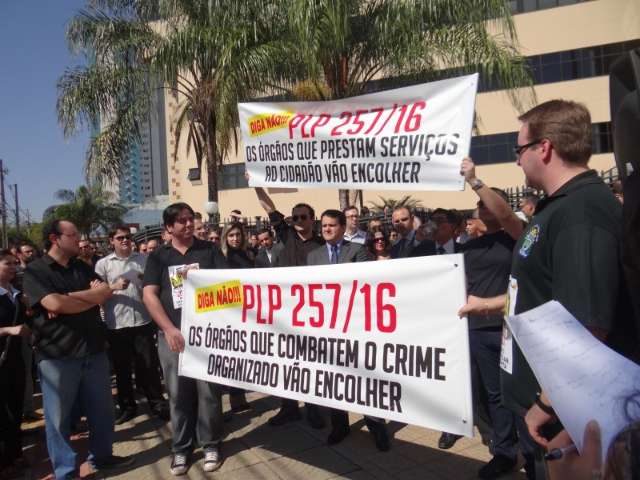 DIGA NÃO!!! PLP 257/16
OS ÓRGÃOS QUE PRESTAM SERVIÇOS
AO CIDADÃO VÃO ENCOLHER
DIGA NÃO!!! PLP 257/16
OS ÓRGÃOS QUE COMBATEM O CRIME
ORGANIZADO VÃO ENCOLHER